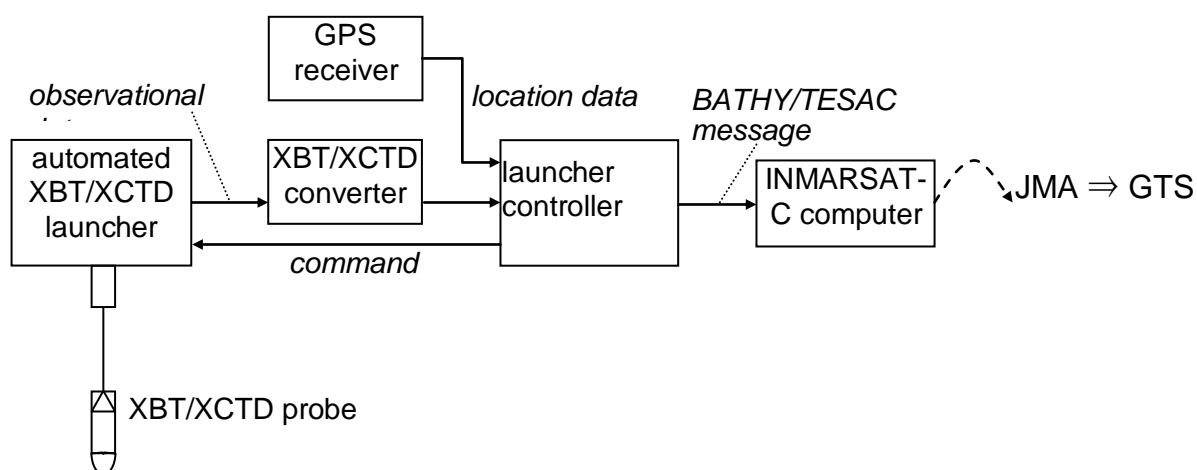 GPS
receiver
observational
location data
BATHY/TESAC
message
automated
XBT/XCTD
launcher
XBT/XCTD
converter
launcher
controller
INMARSAT-
C computer
JMA ⇒ GTS
command
XBT/XCTD probe